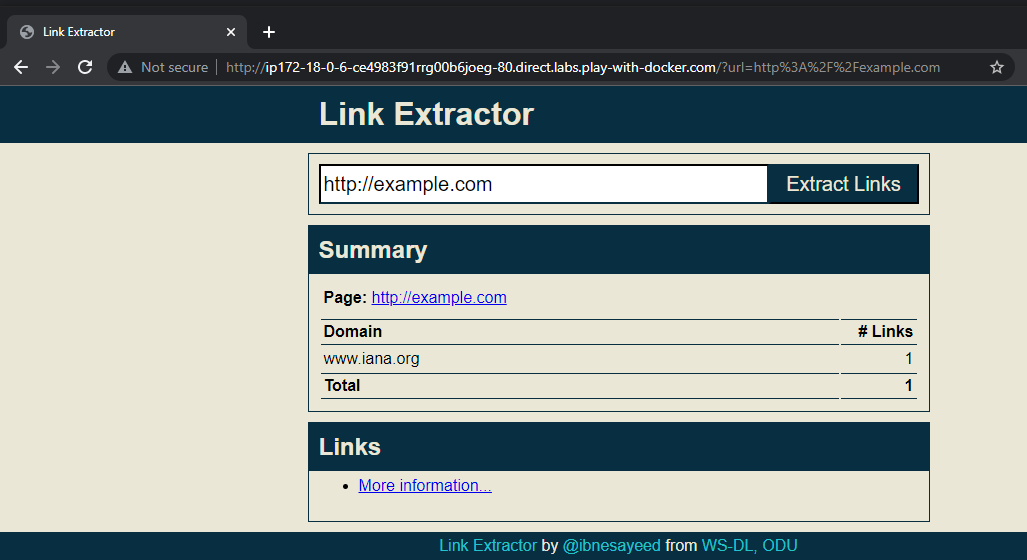 Link Extractor
Not secure | http://ip172-18-0-6-ce4983f91rrg00b6joeg-80.direct.labs.play-with-docker.com/?url=http%3A%2F%2Fexample.com
Link Extractor
http://example.com Extract Links
Summary
Page: http://example.com
Domain # Links
www.iana.org 1
Total 1
Links
• More information...
Link Extractor by @ibnesayeed from WS-DL, ODU